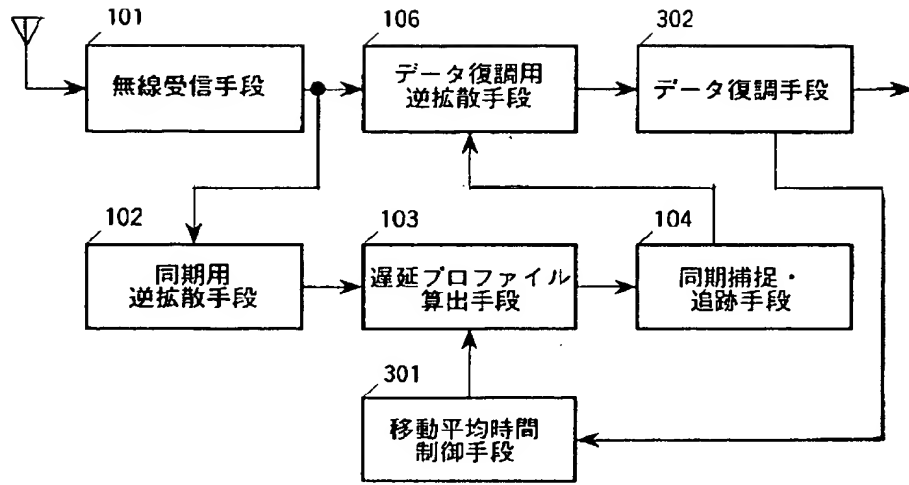 101
無線受信手段
106
データ復調用
逆拡散手段
302
データ復調手段
102
同期用
逆拡散手段
103
遅延プロファイル
算出手段
104
同期捕捉・
追跡手段
301
移動平均時間
制御手段